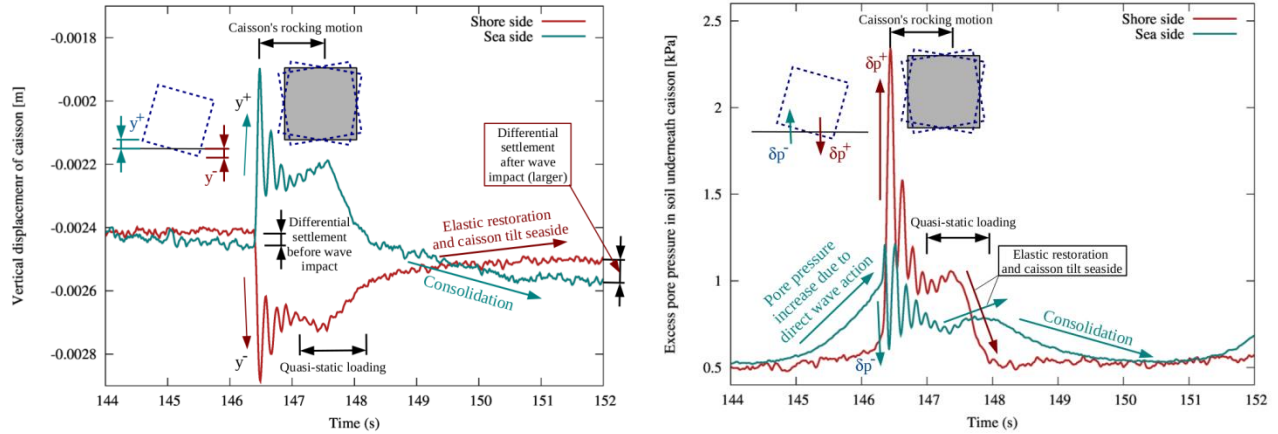 Vertical displacemenr of caisson [m]
-0.0018
-0.002
-0.0022
-0.0024
-0.0026
-0.0028
Caisson's rocking motion
Shore side
Sea side
y⁺
y⁻
y⁺
y⁻
Differential
settlement
before wave
impact
Differential
settlement
after wave
impact (larger)
Elastic restoration
and caisson tilt seaside
Consolidation
Quasi-static loading
144
145
146
147
148
149
150
151
152
Time (s)
Excess pore pressure in soil underneath caisson [kPa]
2.5
2
1.5
1
0.5
Caisson's rocking motion
Shore side
Sea side
δp⁺
δp⁻
δp⁺
Quasi-static loading
Elastic restoration
and caisson tilt seaside
Pore pressure
increase due to
direct wave action
Consolidation
δp⁻
144
145
146
147
148
149
150
151
152
Time (s)